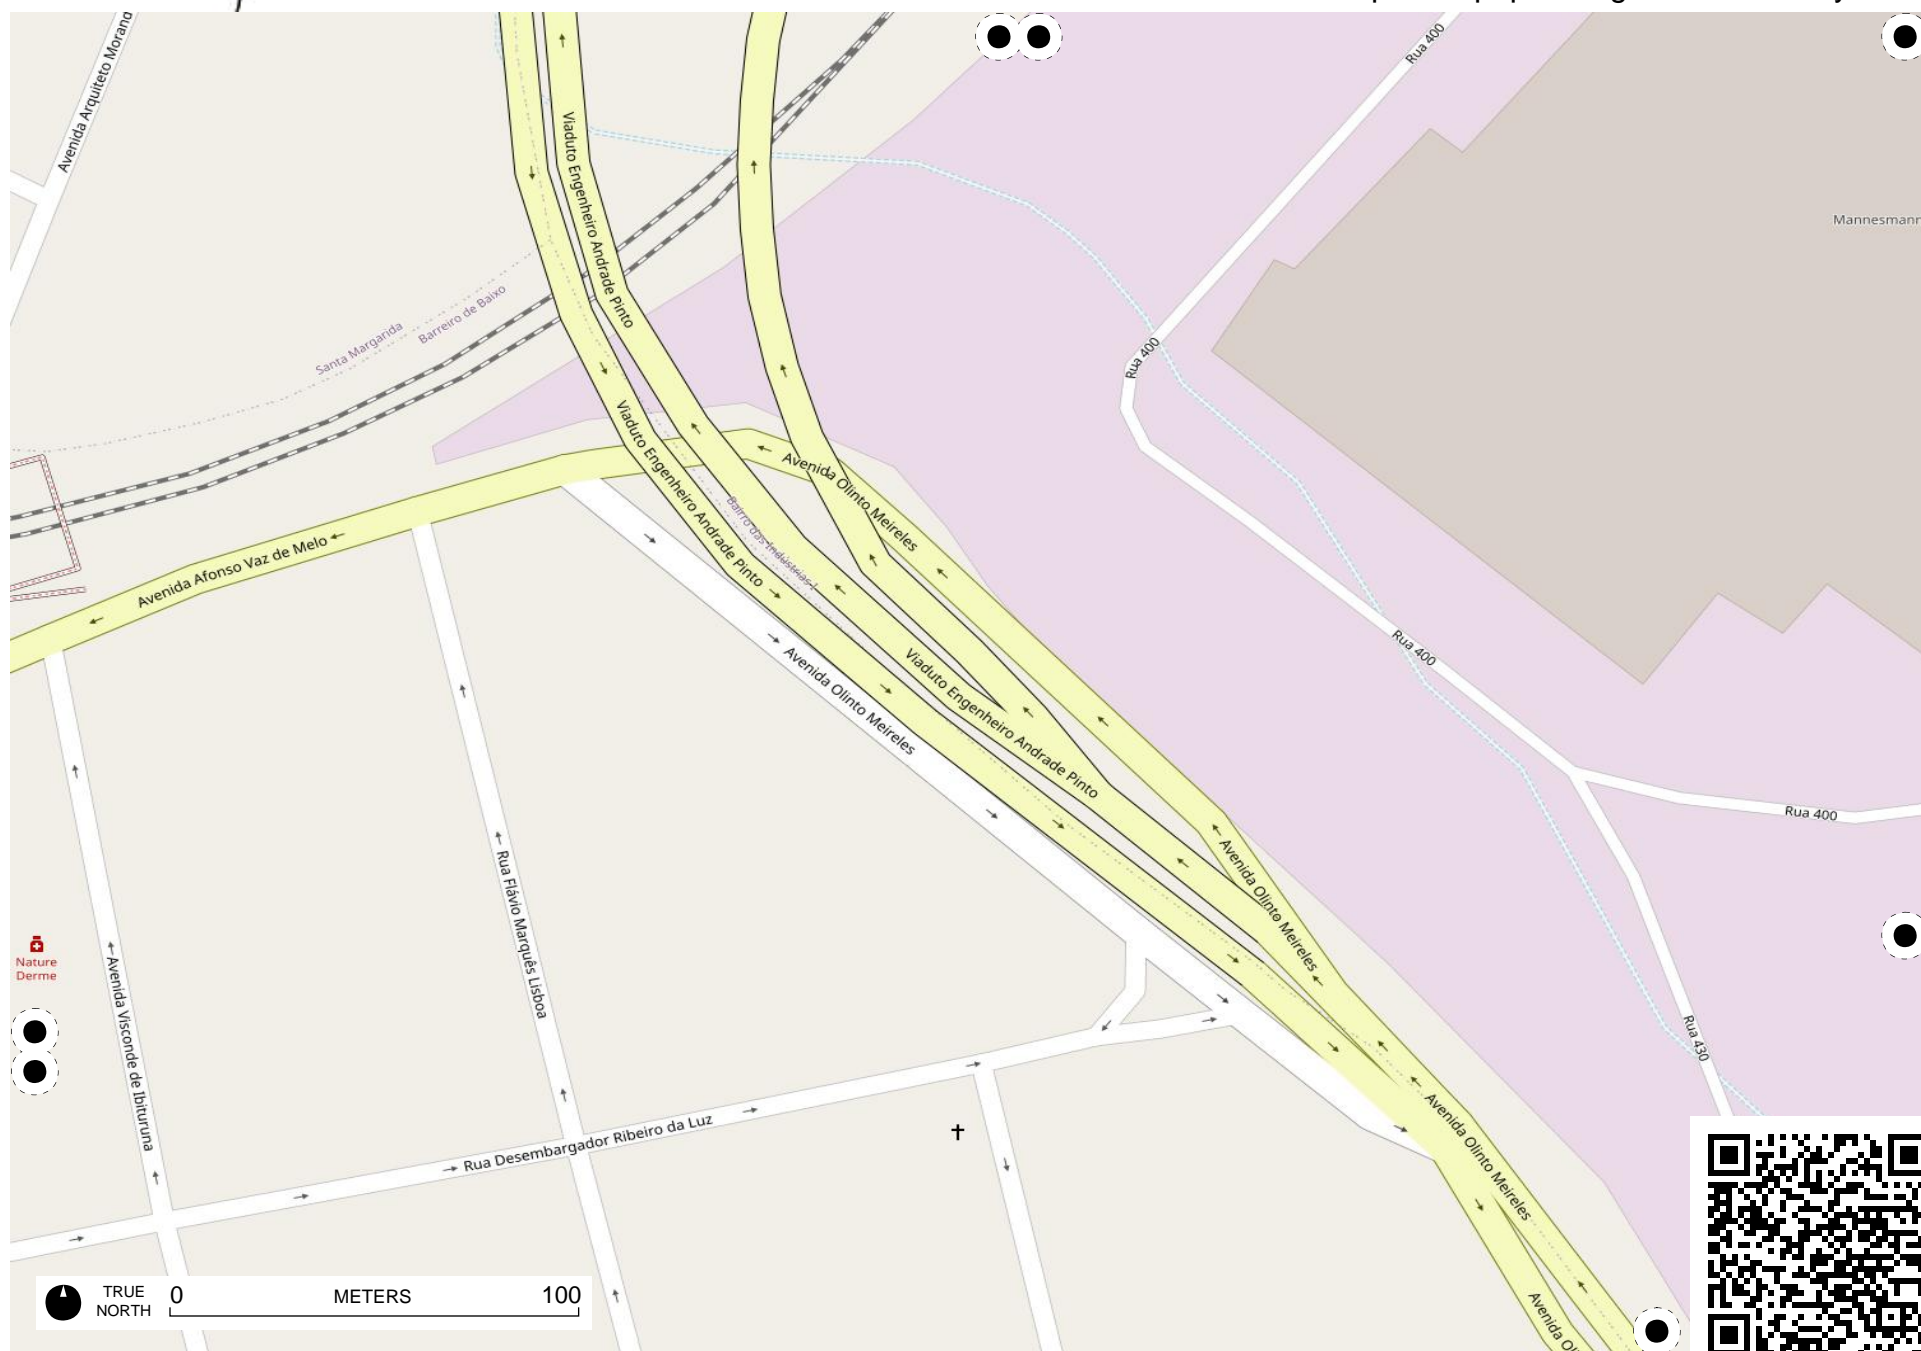 Rua 400
Avenida Arquiteto Morand
Viaduto Engenheiro Andrade Pinto
Mannesmann
Santa Margarida
Barreiro de Baixo
Rua 400
Viaduto Engenheiro Andrade Pinto
Avenida Olinto Meireles
Bairro das Indústrias I
Avenida Afonso Vaz de Melo
Rua 400
Avenida Olinto Meireles
Viaduto Engenheiro Andrade Pinto
Rua 400
Avenida Olinto Meireles
Rua Flávio Marquês Lisboa
Nature
Derme
Avenida Visconde de Ibituruna
Rua 430
Avenida Olinto Meireles
Rua Desembargador Ribeiro da Luz
TRUE
NORTH
0
METERS
100
Avenida Ol